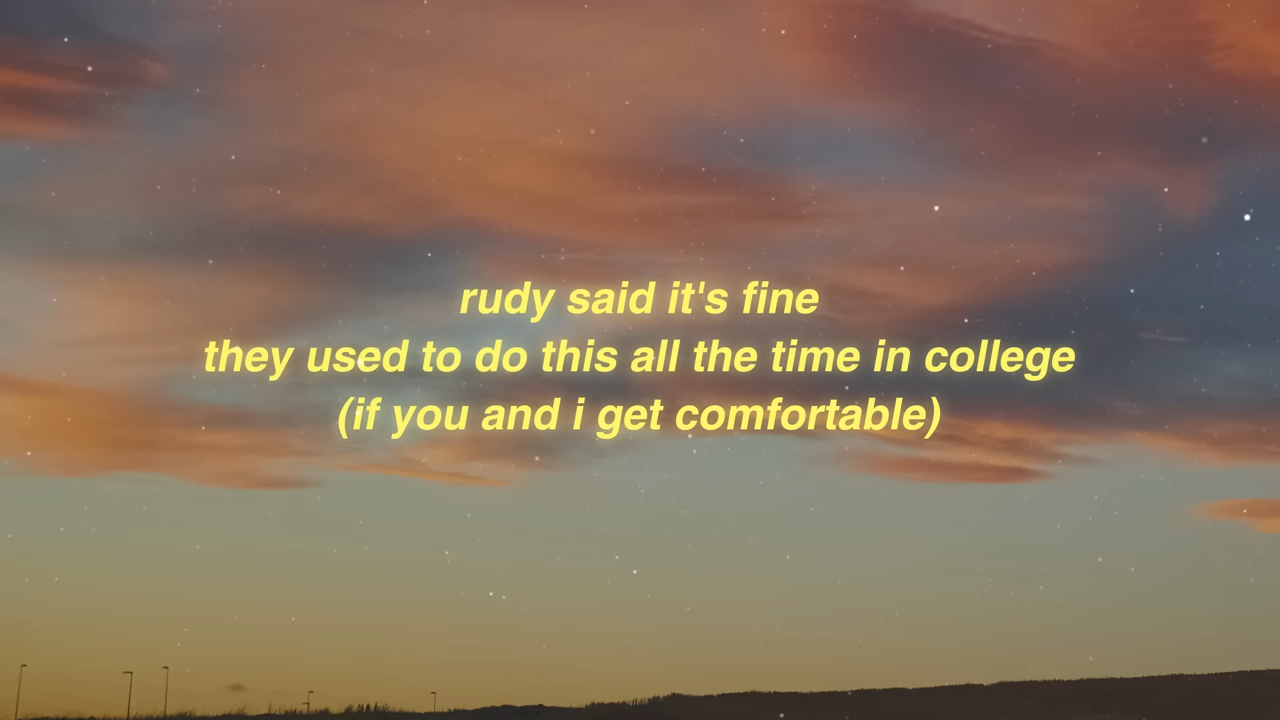 rudy said it's fine
they used to do this all the time in college
(if you and i get comfortable)